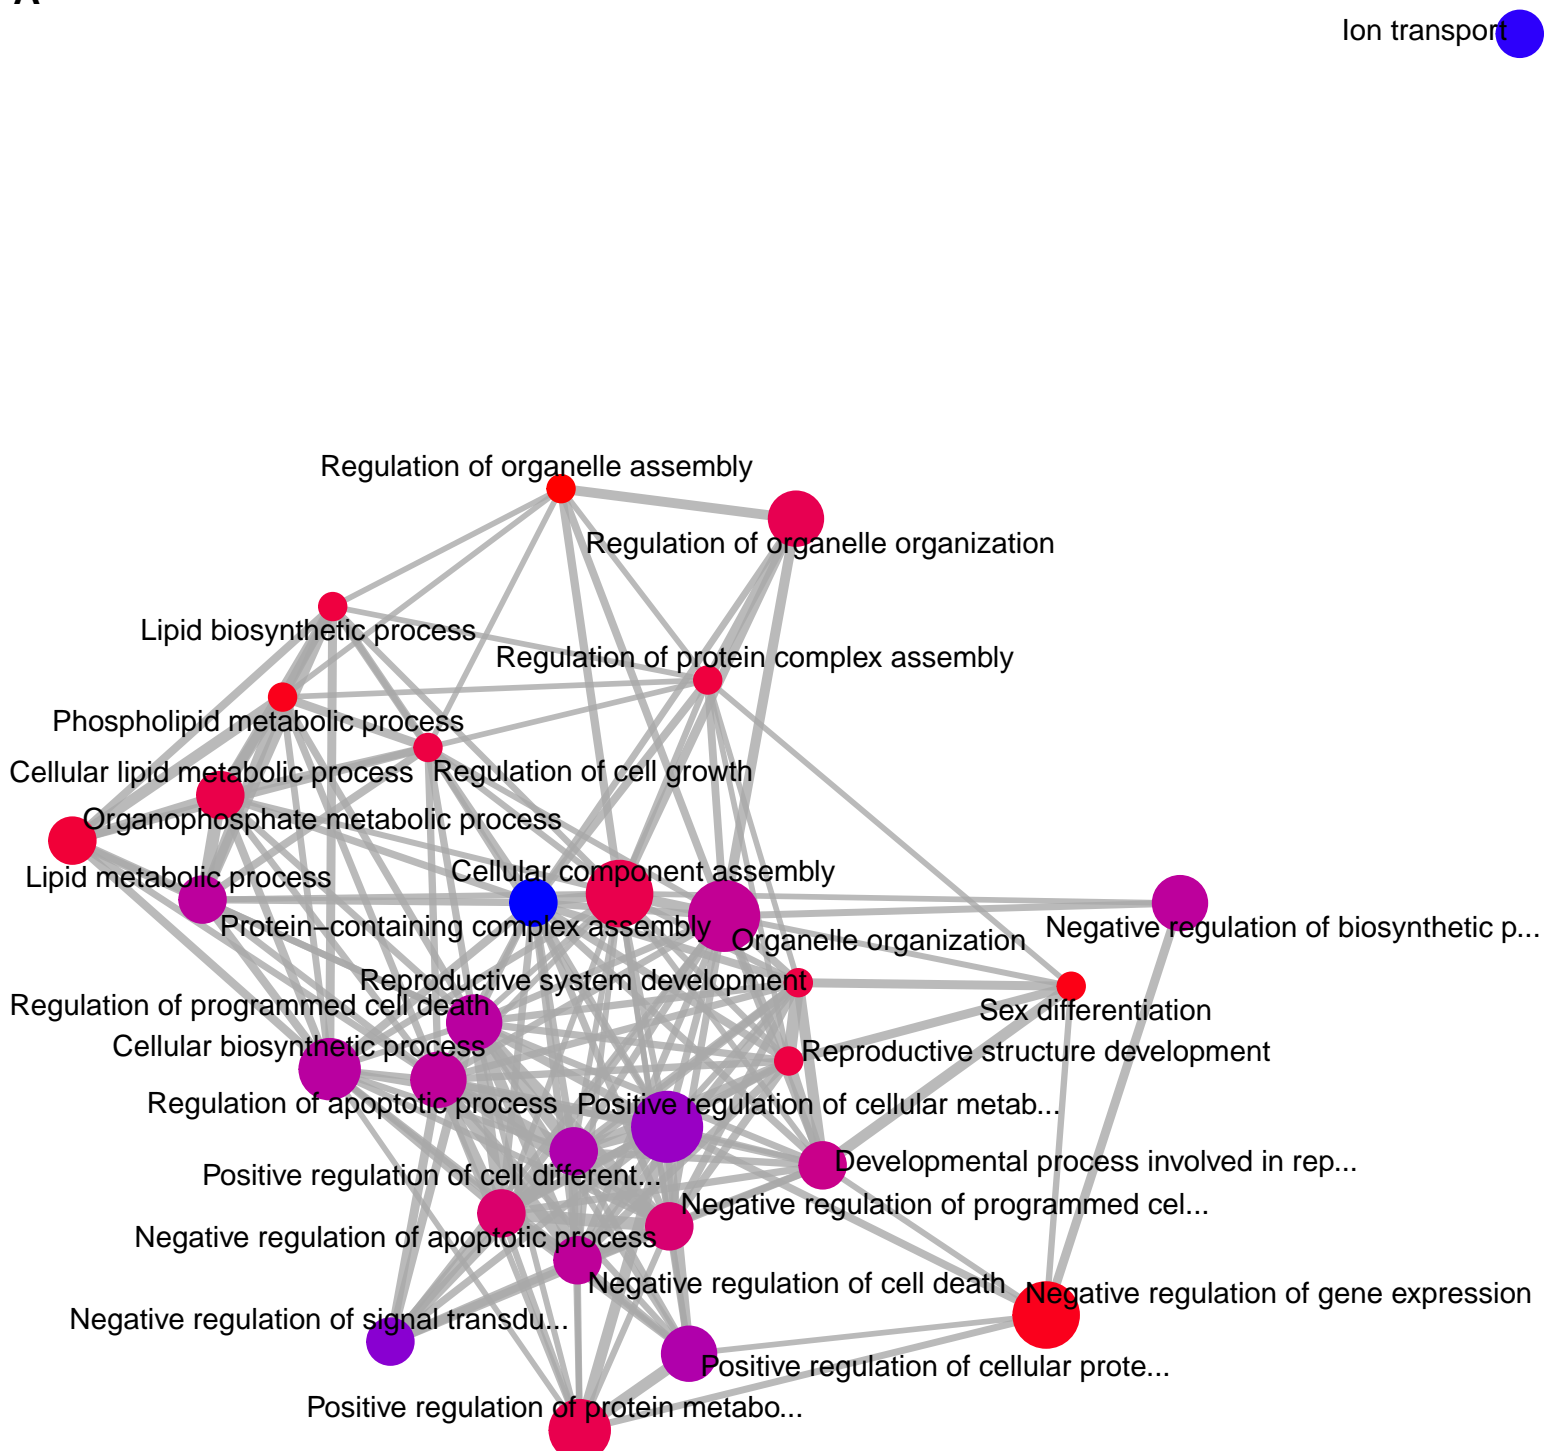 A
Ion transport
Regulation of organelle assembly
Regulation of organelle organization
Lipid biosynthetic process
Regulation of protein complex assembly
Phospholipid metabolic process
Cellular lipid metabolic process
Regulation of cell growth
Organophosphate metabolic process
Lipid metabolic process
Cellular component assembly
Protein−containing complex assembly
Organelle organization
Negative regulation of biosynthetic p...
Reproductive system development
Regulation of programmed cell death
Sex differentiation
Cellular biosynthetic process
Reproductive structure development
Regulation of apoptotic process
Positive regulation of cellular metab...
Positive regulation of cell different...
Developmental process involved in rep...
Negative regulation of programmed cel...
Negative regulation of apoptotic process
Negative regulation of cell death
Negative regulation of gene expression
Negative regulation of signal transdu...
Positive regulation of cellular prote...
Positive regulation of protein metabo...